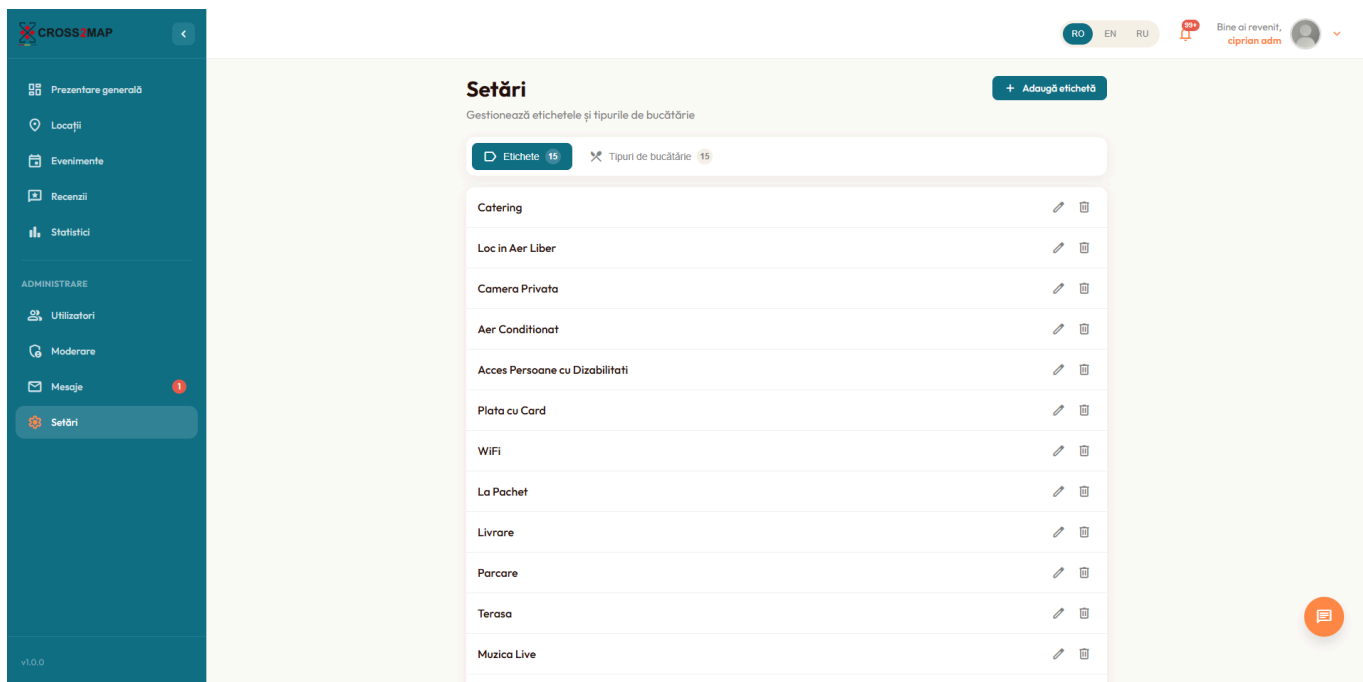 CROSS2MAP
RO EN RU
99+
Bine ai revenit,
ciprian adm
Prezentare generală
Locații
Evenimente
Recenzii
Statistici
ADMINISTRARE
Utilizatori
Moderare
Mesaje 1
Setări
v1.0.0
Setări
+ Adaugă etichetă
Gestionează etichetele și tipurile de bucătărie
Etichete 15
Tipuri de bucătărie 15
Catering
Loc in Aer Liber
Camera Privata
Aer Conditionat
Acces Persoane cu Dizabilitati
Plata cu Card
WiFi
La Pachet
Livrare
Parcare
Terasa
Muzica Live